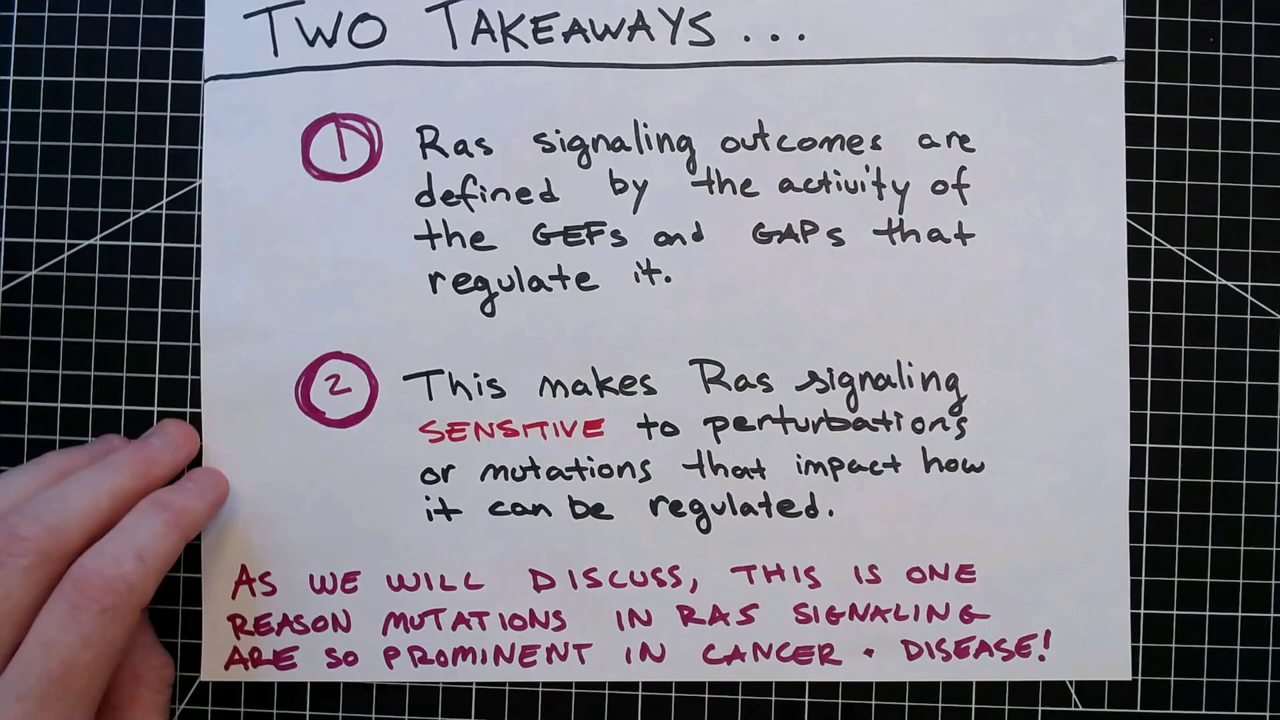 TWO TAKEAWAYS...
1 Ras signaling outcomes are
defined by the activity of
the GEFs and GAPs that
regulate it.
2 This makes Ras signaling
SENSITIVE to perturbations
or mutations that impact how
it can be regulated.
AS WE WILL DISCUSS, THIS IS ONE
REASON MUTATIONS IN RAS SIGNALING
ARE SO PROMINENT IN CANCER + DISEASE!